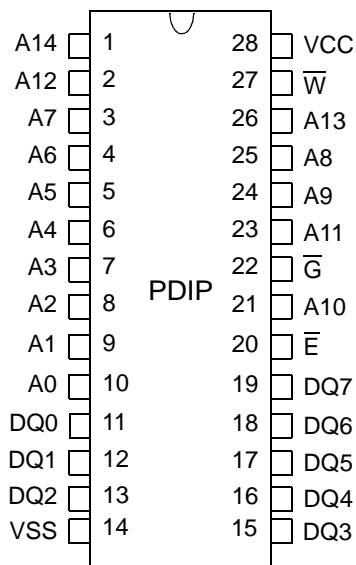 A14 1 28 VCC
A12 2 27 W̅
A7 3 26 A13
A6 4 25 A8
A5 5 24 A9
A4 6 23 A11
A3 7 22 G̅
PDIP
A2 8 21 A10
A1 9 20 E̅
A0 10 19 DQ7
DQ0 11 18 DQ6
DQ1 12 17 DQ5
DQ2 13 16 DQ4
VSS 14 15 DQ3